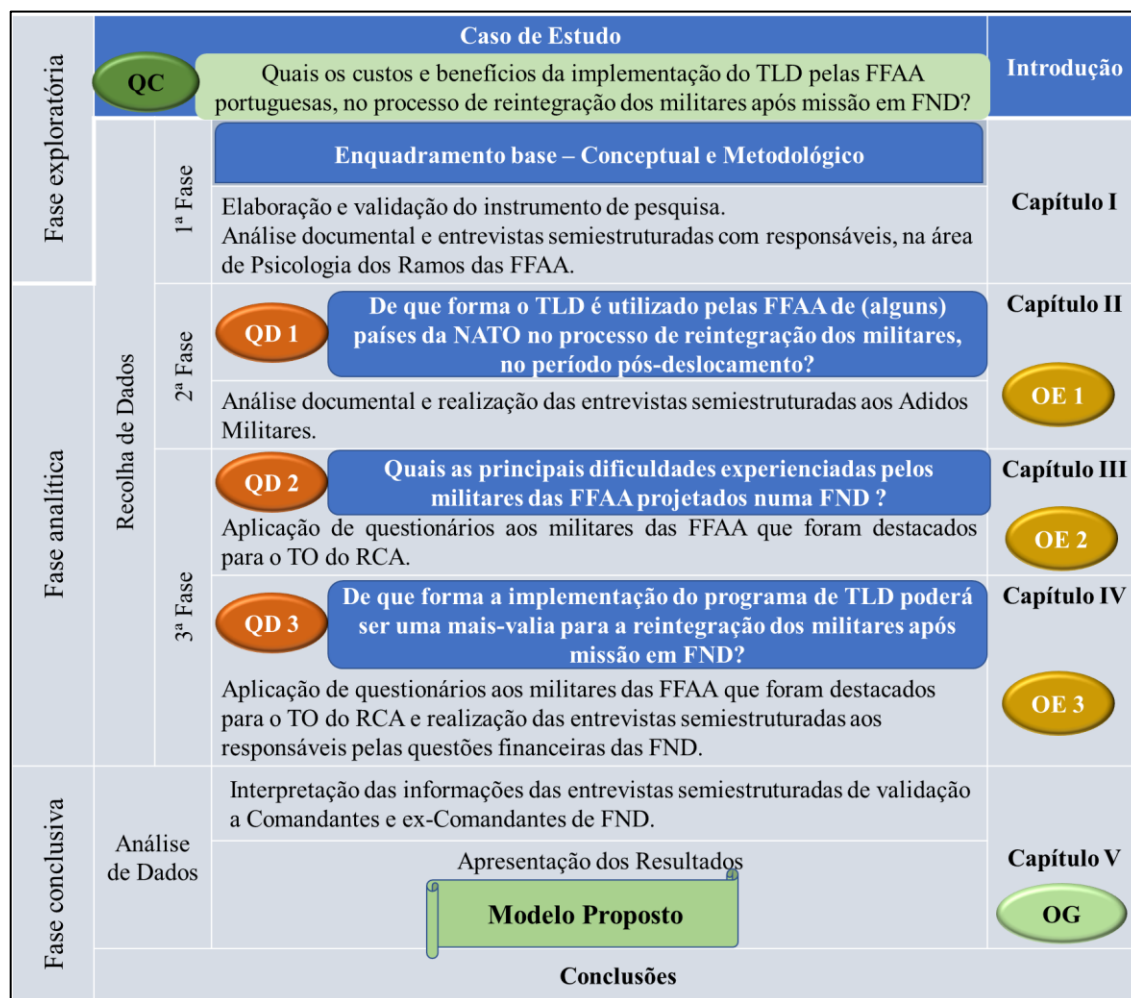 Fase exploratória
Caso de Estudo
Introdução
QC
Quais os custos e benefícios da implementação do TLD pelas FFAA
portuguesas, no processo de reintegração dos militares após missão em FND?
Recolha de Dados
1ª Fase
Enquadramento base – Conceptual e Metodológico
Elaboração e validação do instrumento de pesquisa.
Análise documental e entrevistas semiestruturadas com responsáveis, na área
de Psicologia dos Ramos das FFAA.
Capítulo I
Fase analítica
2ª Fase
QD 1
De que forma o TLD é utilizado pelas FFAA de (alguns)
países da NATO no processo de reintegração dos militares,
no período pós-deslocamento?
Análise documental e realização das entrevistas semiestruturadas aos Adidos
Militares.
Capítulo II
OE 1
3ª Fase
QD 2
Quais as principais dificuldades experienciadas pelos
militares das FFAA projetados numa FND ?
Aplicação de questionários aos militares das FFAA que foram destacados
para o TO do RCA.
Capítulo III
OE 2
QD 3
De que forma a implementação do programa de TLD poderá
ser uma mais-valia para a reintegração dos militares após
missão em FND?
Aplicação de questionários aos militares das FFAA que foram destacados
para o TO do RCA e realização das entrevistas semiestruturadas aos
responsáveis pelas questões financeiras das FND.
Capítulo IV
OE 3
Fase conclusiva
Análise
de Dados
Interpretação das informações das entrevistas semiestruturadas de validação
a Comandantes e ex-Comandantes de FND.
Apresentação dos Resultados
Modelo Proposto
Capítulo V
OG
Conclusões